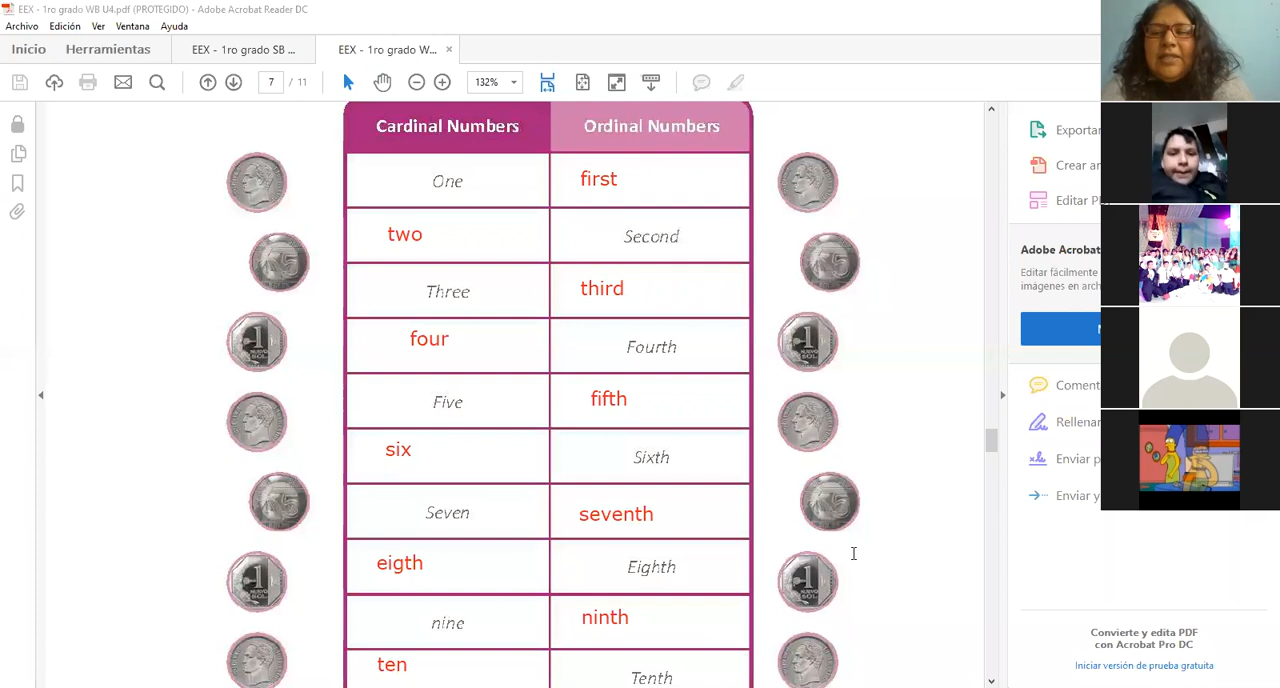 EEX - 1ro grado WB U4.pdf (PROTEGIDO) - Adobe Acrobat Reader DC
Archivo Edición Ver Ventana Ayuda
Inicio Herramientas EEX - 1ro grado SB ... EEX - 1ro grado W... ×
7 / 11 132%
Cardinal Numbers Ordinal Numbers
One first
two Second
Three third
four Fourth
Five fifth
six Sixth
Seven seventh
eigth Eighth
nine ninth
ten Tenth
Exportar
Crear ar
Editar P
Adobe Acrobat
Editar fácilmente
imágenes en arch
Coment
Rellenar
Enviar p
Enviar y
Convierte y edita PDF
con Acrobat Pro DC
Iniciar versión de prueba gratuita